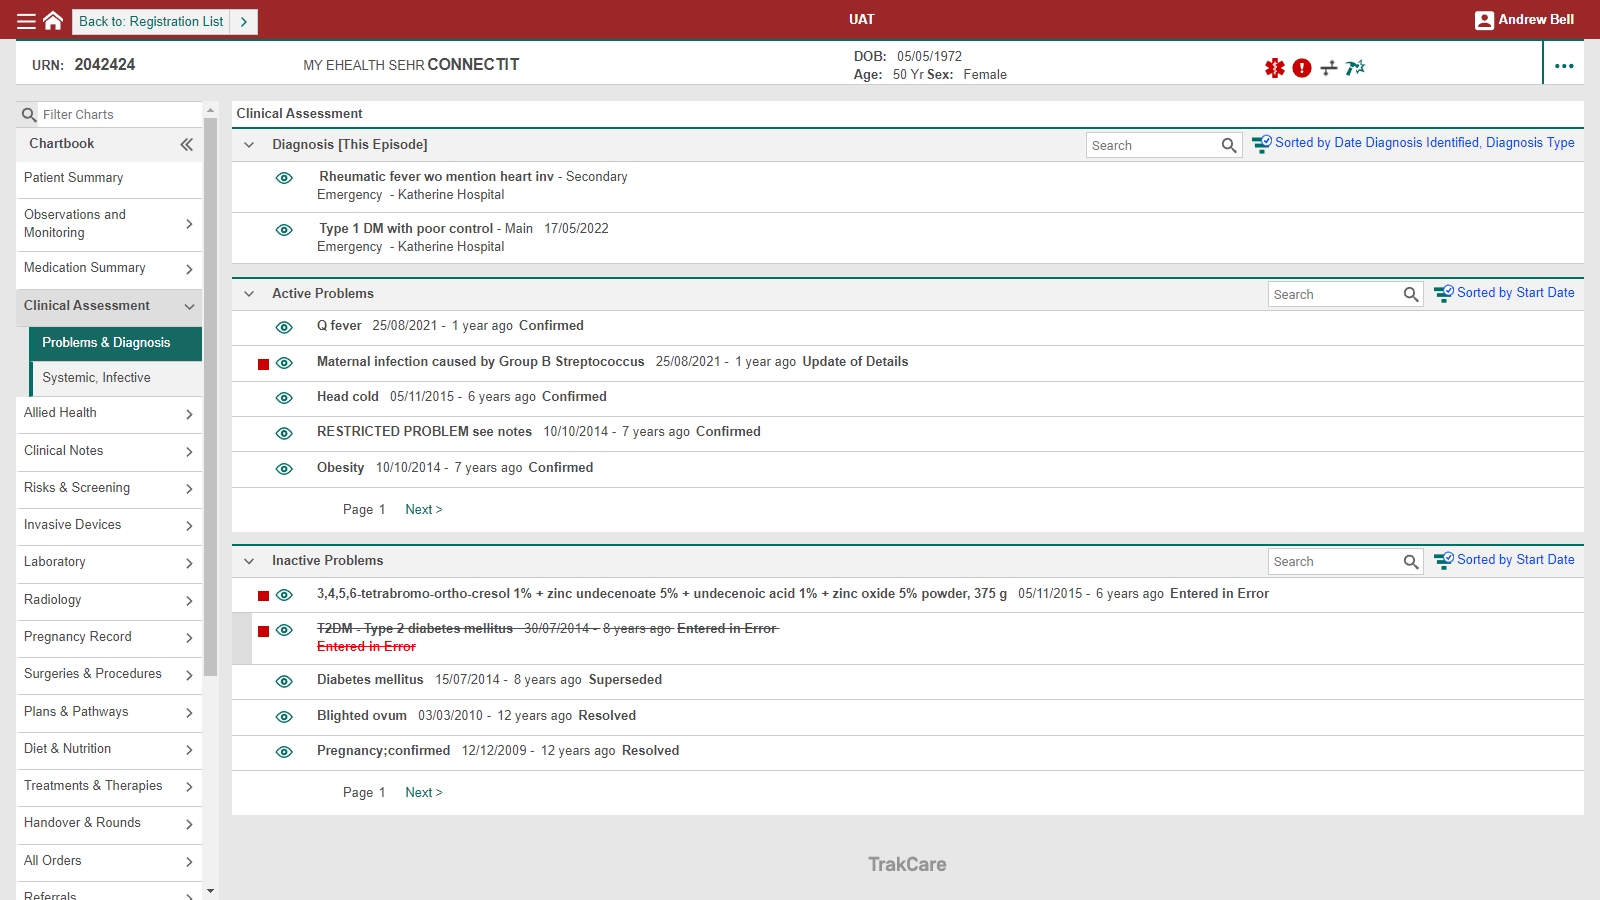 Back to: Registration List
UAT
Andrew Bell
URN: 2042424
MY EHEALTH SEHR CONNECTIT
DOB: 05/05/1972
Age: 50 Yr Sex: Female
Filter Charts
Chartbook
Patient Summary
Observations and
Monitoring
Medication Summary
Clinical Assessment
Problems & Diagnosis
Systemic, Infective
Allied Health
Clinical Notes
Risks & Screening
Invasive Devices
Laboratory
Radiology
Pregnancy Record
Surgeries & Procedures
Plans & Pathways
Diet & Nutrition
Treatments & Therapies
Handover & Rounds
All Orders
Referrals
Clinical Assessment
Diagnosis [This Episode]
Search
Sorted by Date Diagnosis Identified, Diagnosis Type
Rheumatic fever wo mention heart inv - Secondary
Emergency - Katherine Hospital
Type 1 DM with poor control - Main 17/05/2022
Emergency - Katherine Hospital
Active Problems
Search
Sorted by Start Date
Q fever 25/08/2021 - 1 year ago Confirmed
Maternal infection caused by Group B Streptococcus 25/08/2021 - 1 year ago Update of Details
Head cold 05/11/2015 - 6 years ago Confirmed
RESTRICTED PROBLEM see notes 10/10/2014 - 7 years ago Confirmed
Obesity 10/10/2014 - 7 years ago Confirmed
Page 1 Next >
Inactive Problems
Search
Sorted by Start Date
3,4,5,6-tetrabromo-ortho-cresol 1% + zinc undecenoate 5% + undecenoic acid 1% + zinc oxide 5% powder, 375 g 05/11/2015 - 6 years ago Entered in Error
T2DM - Type 2 diabetes mellitus 30/07/2014 - 8 years ago Entered in Error
Entered in Error
Diabetes mellitus 15/07/2014 - 8 years ago Superseded
Blighted ovum 03/03/2010 - 12 years ago Resolved
Pregnancy;confirmed 12/12/2009 - 12 years ago Resolved
Page 1 Next >
TrakCare